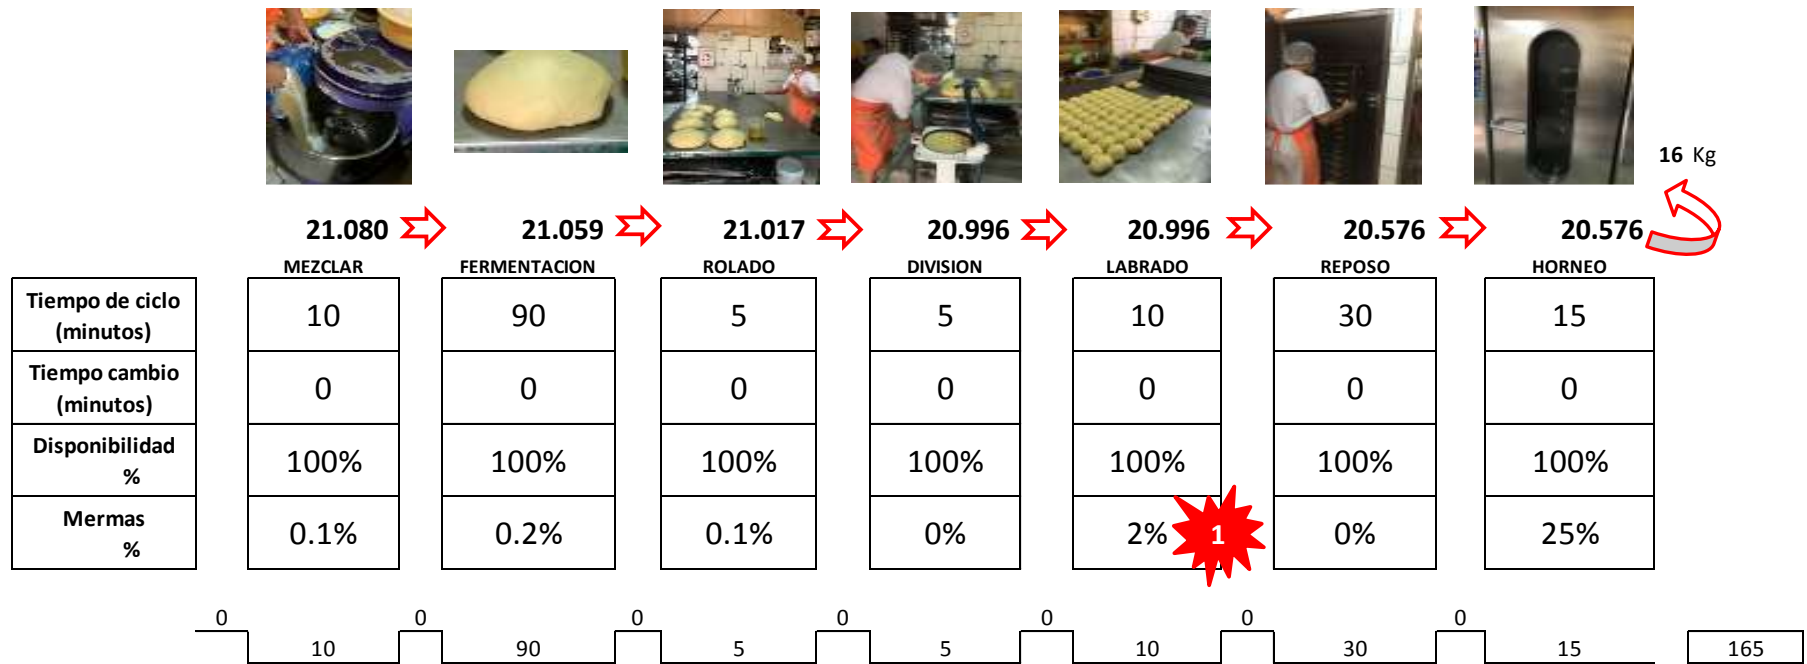 16 Kg
21.080 21.059 21.017 20.996 20.996 20.576 20.576
MEZCLAR FERMENTACION ROLADO DIVISION LABRADO REPOSO HORNEO
Tiempo de ciclo
(minutos)
10 90 5 5 10 30 15
Tiempo cambio
(minutos)
0 0 0 0 0 0 0
Disponibilidad
%
100% 100% 100% 100% 100% 100% 100%
Mermas
%
0.1% 0.2% 0.1% 0% 2% 1 0% 25%
0 0 0 0 0 0 0
10 90 5 5 10 30 15 165